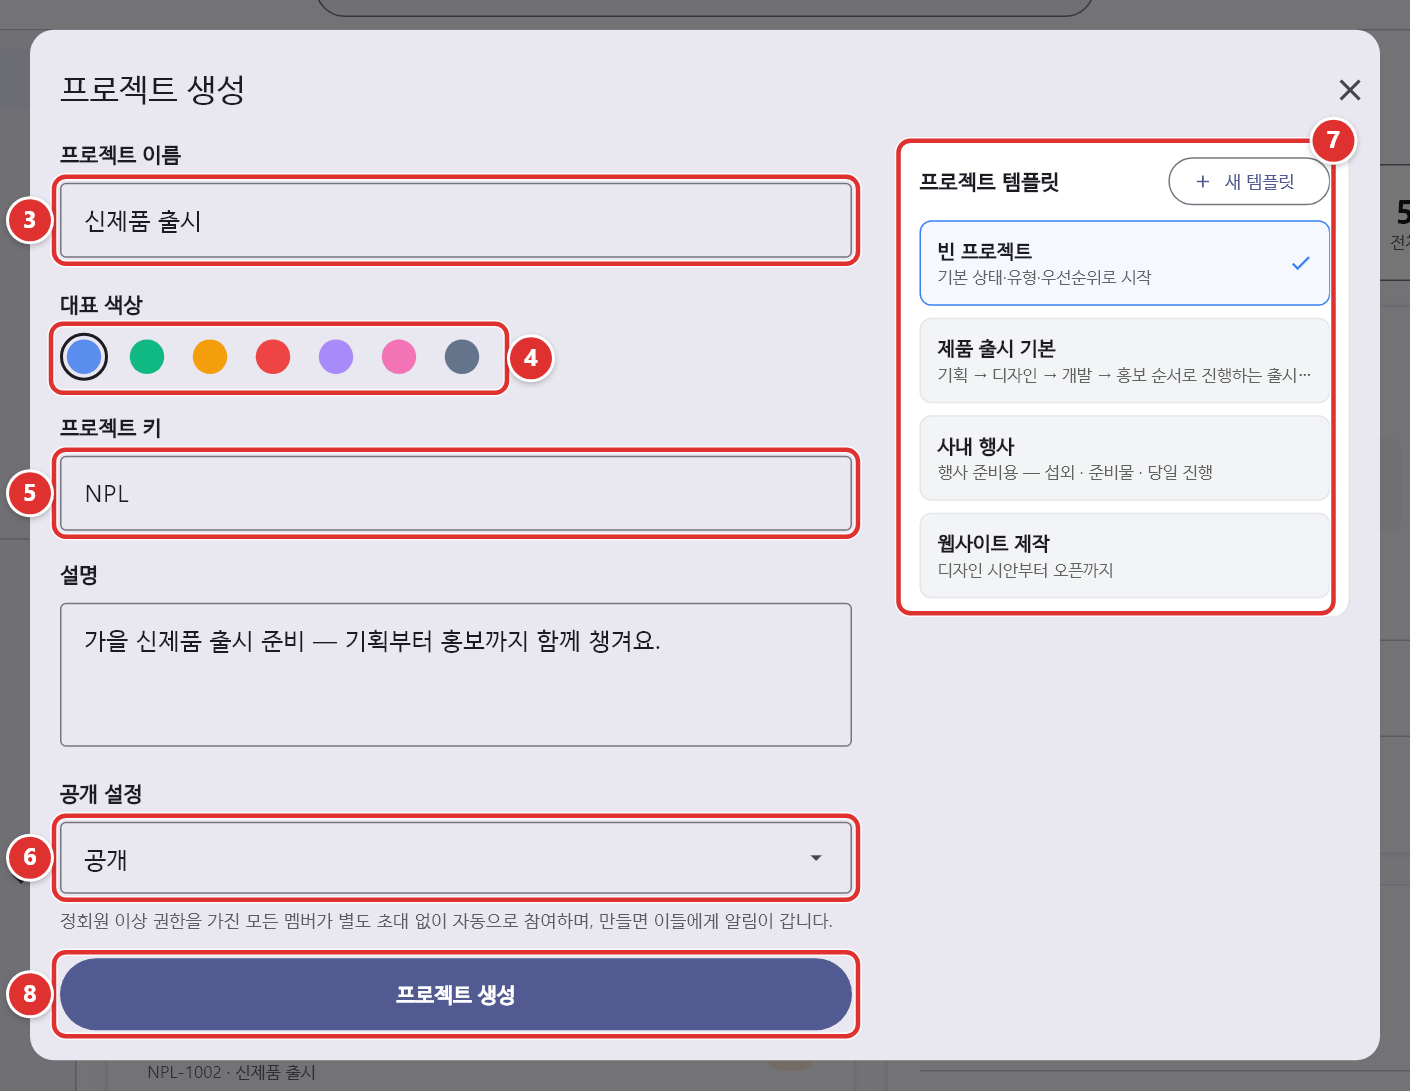 프로젝트 생성
프로젝트 이름
3
신제품 출시
대표 색상
4
프로젝트 키
5
NPL
설명
가을 신제품 출시 준비 — 기획부터 홍보까지 함께 챙겨요.
공개 설정
6
공개
정회원 이상 권한을 가진 모든 멤버가 별도 초대 없이 자동으로 참여하며, 만들면 이들에게 알림이 갑니다.
8
프로젝트 생성
7
프로젝트 템플릿
+ 새 템플릿
빈 프로젝트
기본 상태·유형·우선순위로 시작
제품 출시 기본
기획 → 디자인 → 개발 → 홍보 순서로 진행하는 출시…
사내 행사
행사 준비용 — 섭외 · 준비물 · 당일 진행
웹사이트 제작
디자인 시안부터 오픈까지
5
NPL-1002 · 신제품 출시